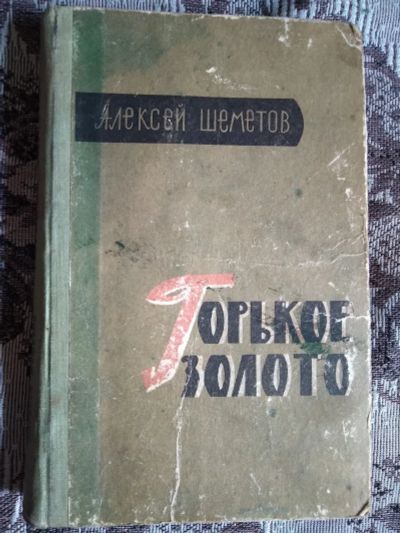 Алексей Шеметов
Горькое
золото